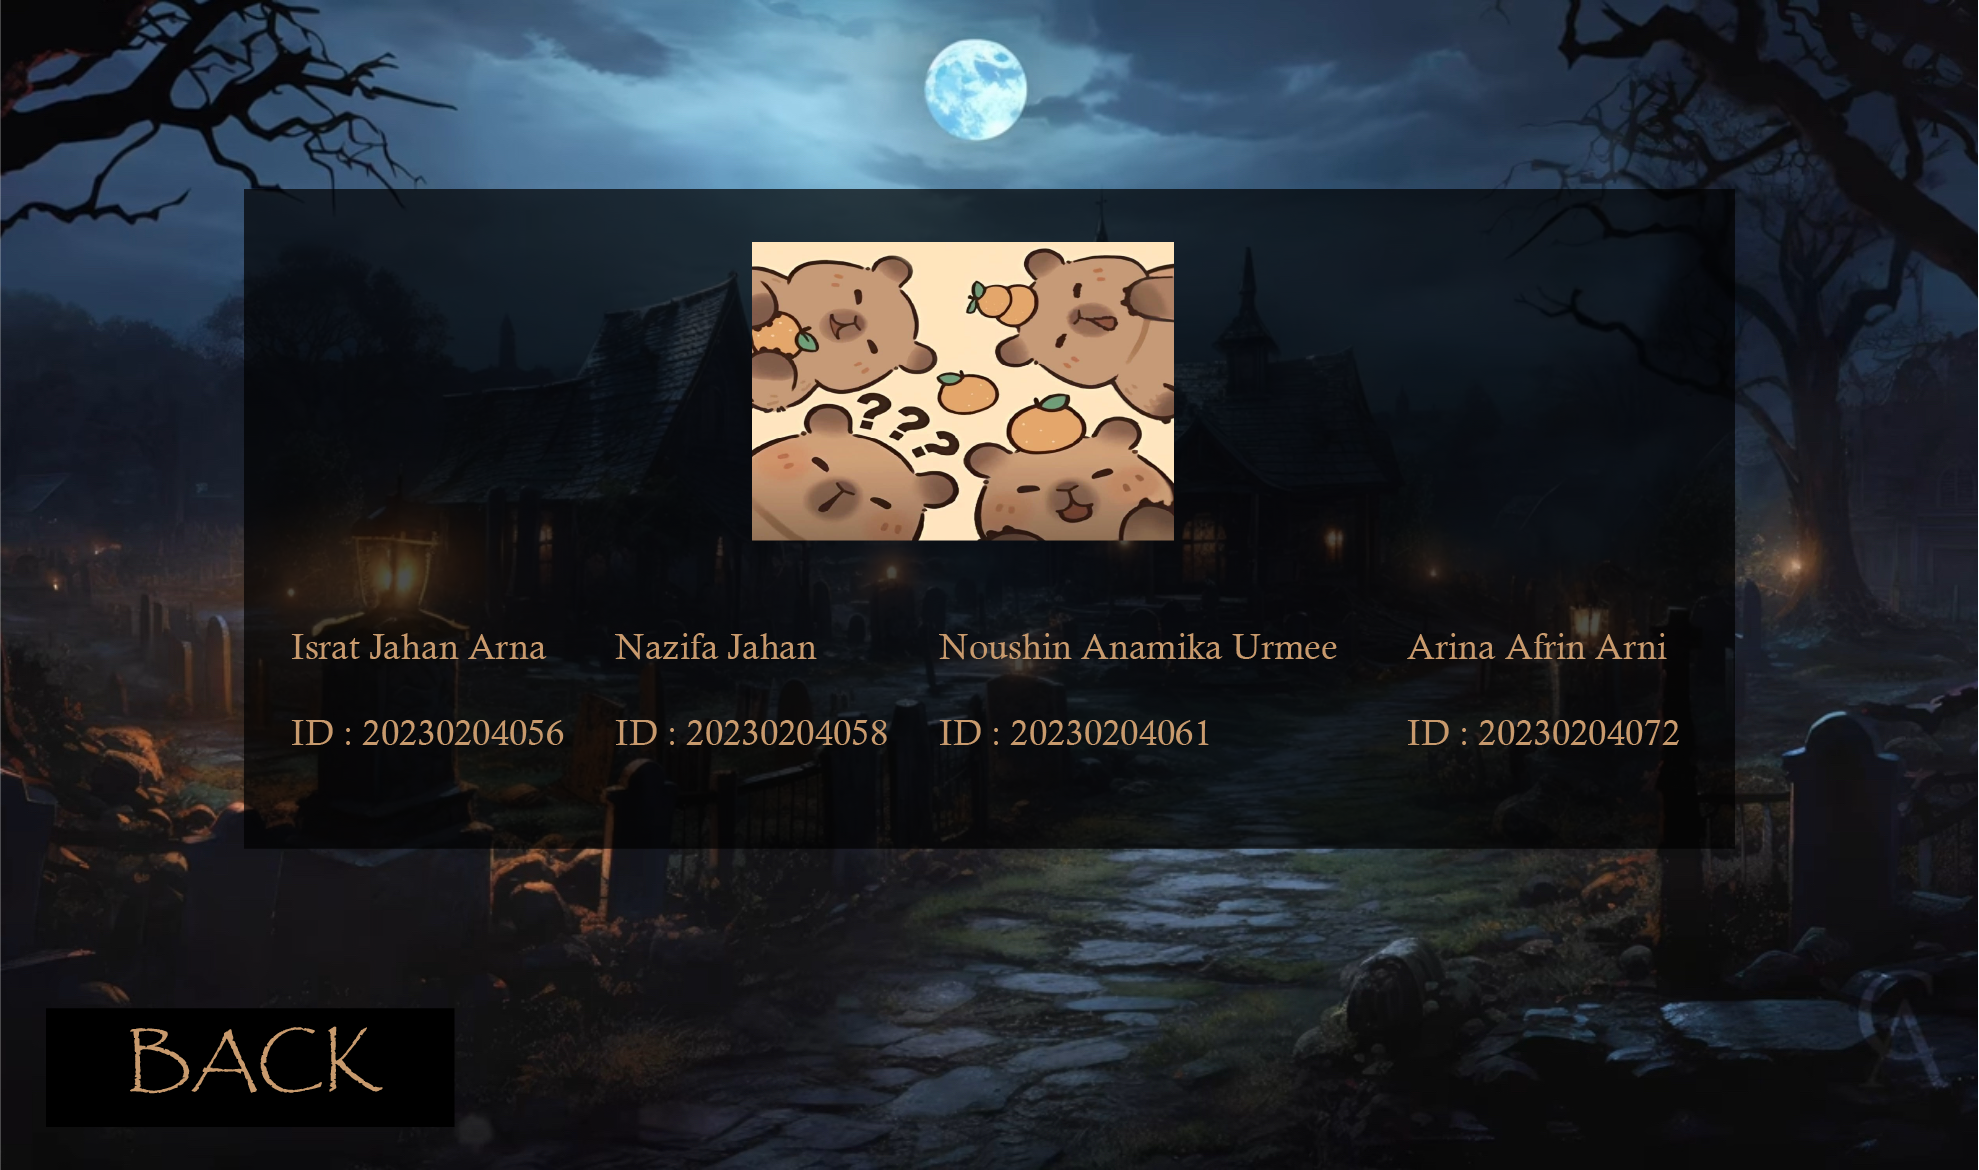 ???
Israt Jahan Arna
Nazifa Jahan
Noushin Anamika Urmee
Arina Afrin Arni
ID : 20230204056
ID : 20230204058
ID : 20230204061
ID : 20230204072
BACK
CA